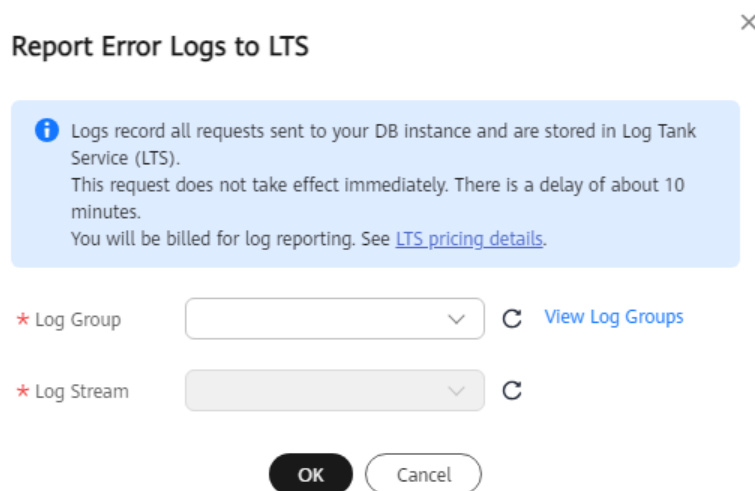 Report Error Logs to LTS
Logs record all requests sent to your DB instance and are stored in Log Tank
Service (LTS).
This request does not take effect immediately. There is a delay of about 10
minutes.
You will be billed for log reporting. See LTS pricing details.
* Log Group
View Log Groups
* Log Stream
OK
Cancel